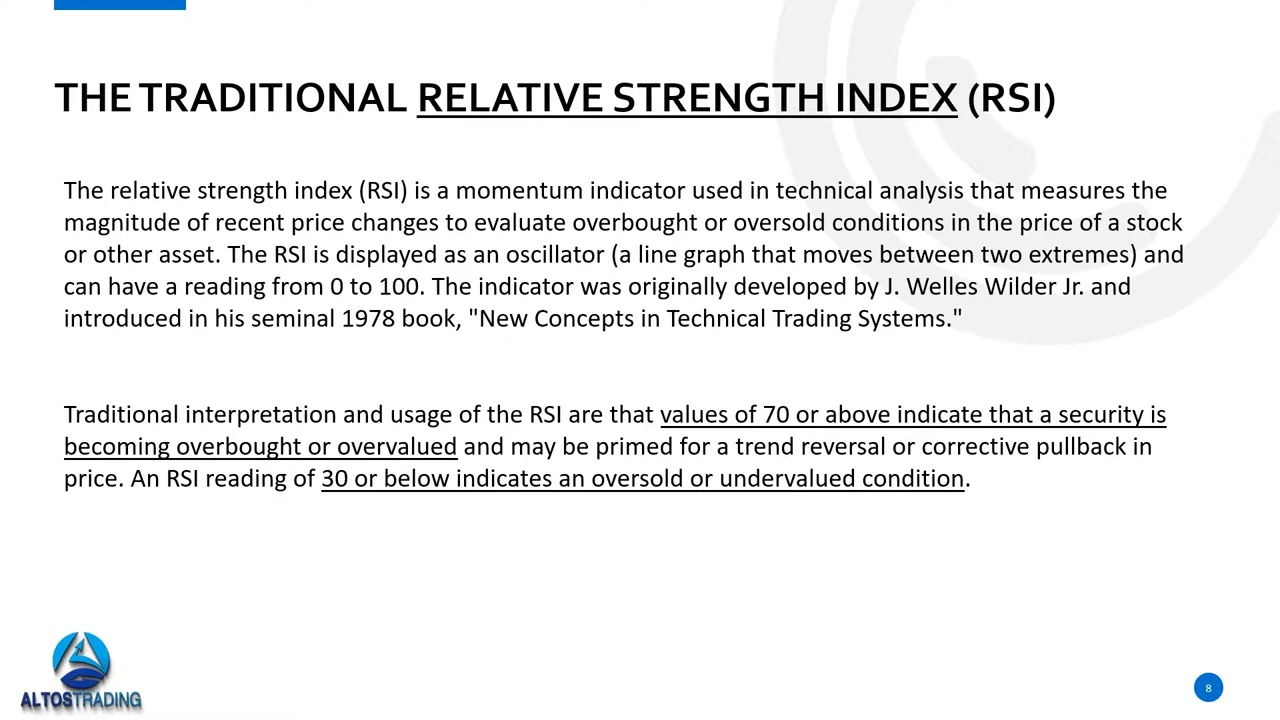 THE TRADITIONAL RELATIVE STRENGTH INDEX (RSI)
The relative strength index (RSI) is a momentum indicator used in technical analysis that measures the
magnitude of recent price changes to evaluate overbought or oversold conditions in the price of a stock
or other asset. The RSI is displayed as an oscillator (a line graph that moves between two extremes) and
can have a reading from 0 to 100. The indicator was originally developed by J. Welles Wilder Jr. and
introduced in his seminal 1978 book, "New Concepts in Technical Trading Systems."
Traditional interpretation and usage of the RSI are that values of 70 or above indicate that a security is
becoming overbought or overvalued and may be primed for a trend reversal or corrective pullback in
price. An RSI reading of 30 or below indicates an oversold or undervalued condition.
ALTOSTRADING
8